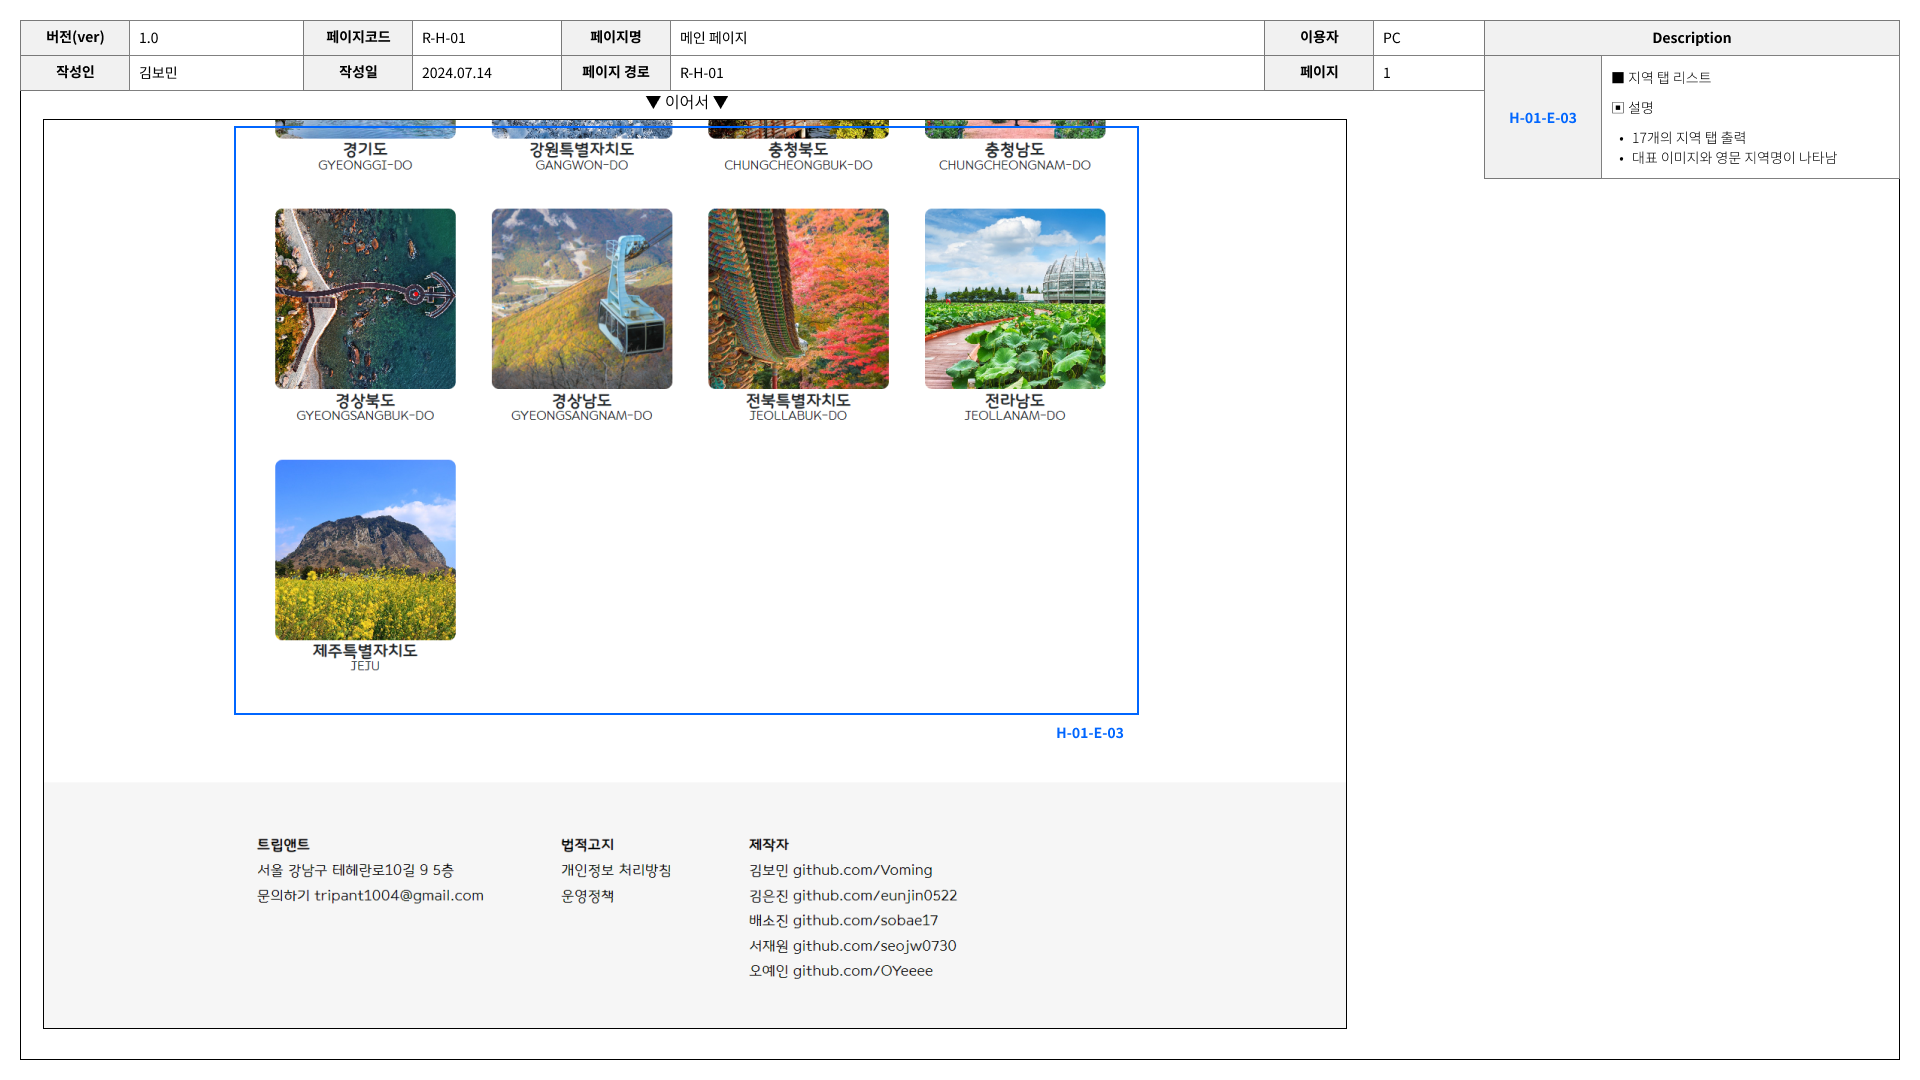 버전(ver) 1.0 페이지코드 R-H-01 페이지명 메인 페이지 이용자 PC Description
작성인 김보민 작성일 2024.07.14 페이지 경로 R-H-01 페이지 1
H-01-E-03
■ 지역 탭 리스트
▣ 설명
• 17개의 지역 탭 출력
• 대표 이미지와 영문 지역명이 나타남
▼ 이어서 ▼
경기도 강원특별자치도 충청북도 충청남도
GYEONGGI-DO GANGWON-DO CHUNGCHEONGBUK-DO CHUNGCHEONGNAM-DO
경상북도 경상남도 전북특별자치도 전라남도
GYEONGSANGBUK-DO GYEONGSANGNAM-DO JEOLLABUK-DO JEOLLANAM-DO
제주특별자치도
JEJU
H-01-E-03
트립앤트
서울 강남구 테헤란로10길 9 5층
문의하기 tripant1004@gmail.com
법적고지
개인정보 처리방침
운영정책
제작자
김보민 github.com/Voming
김은진 github.com/eunjin0522
배소진 github.com/sobae17
서재원 github.com/seojw0730
오예인 github.com/OYeeee